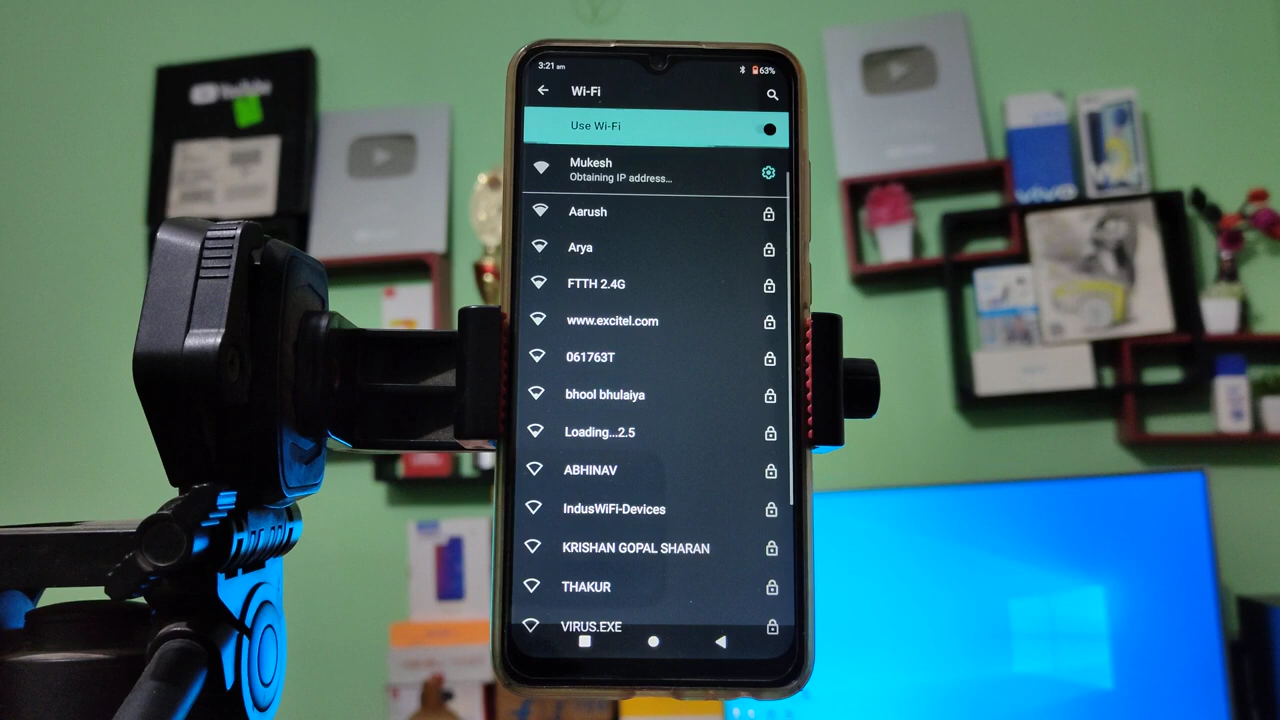 YouTube
3:21 am
63%
Wi-Fi
Use Wi-Fi
Mukesh
Obtaining IP address...
Aarush
Arya
FTTH 2.4G
www.excitel.com
061763T
bhool bhulaiya
Loading...2.5
ABHINAV
IndusWiFi-Devices
KRISHAN GOPAL SHARAN
THAKUR
VIRUS.EXE
vivo